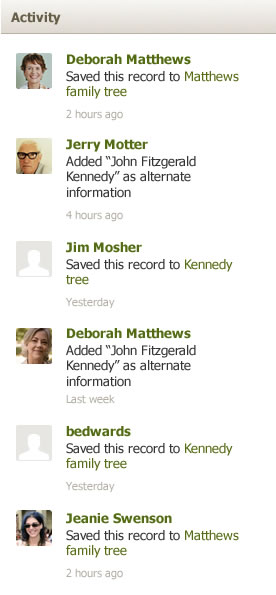 Activity
Deborah Matthews
Saved this record to Matthews
family tree
2 hours ago
Jerry Motter
Added “John Fitzgerald
Kennedy” as alternate
information
4 hours ago
Jim Mosher
Saved this record to Kennedy
tree
Yesterday
Deborah Matthews
Added “John Fitzgerald
Kennedy” as alternate
information
Last week
bedwards
Saved this record to Kennedy
family tree
Yesterday
Jeanie Swenson
Saved this record to Matthews
family tree
2 hours ago